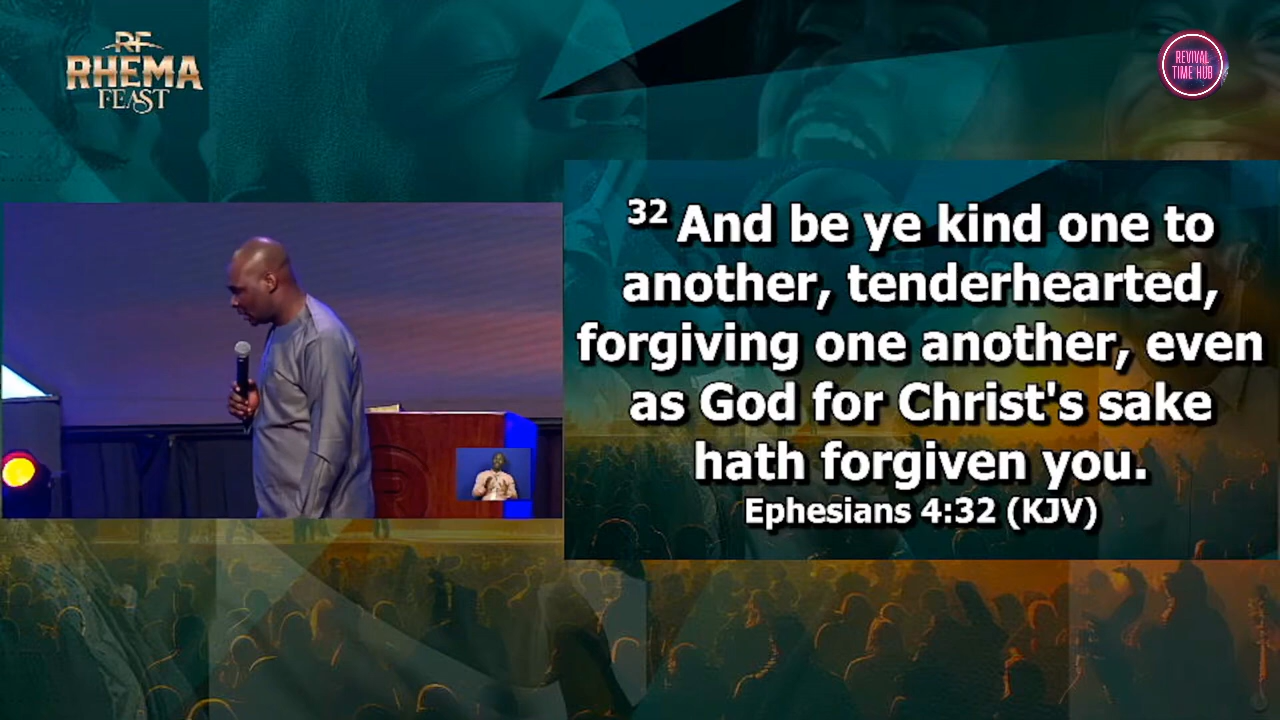 RF
RHEMA
FEAST
REVIVAL
TIME HUB
32 And be ye kind one to
another, tenderhearted,
forgiving one another, even
as God for Christ's sake
hath forgiven you.
Ephesians 4:32 (KJV)